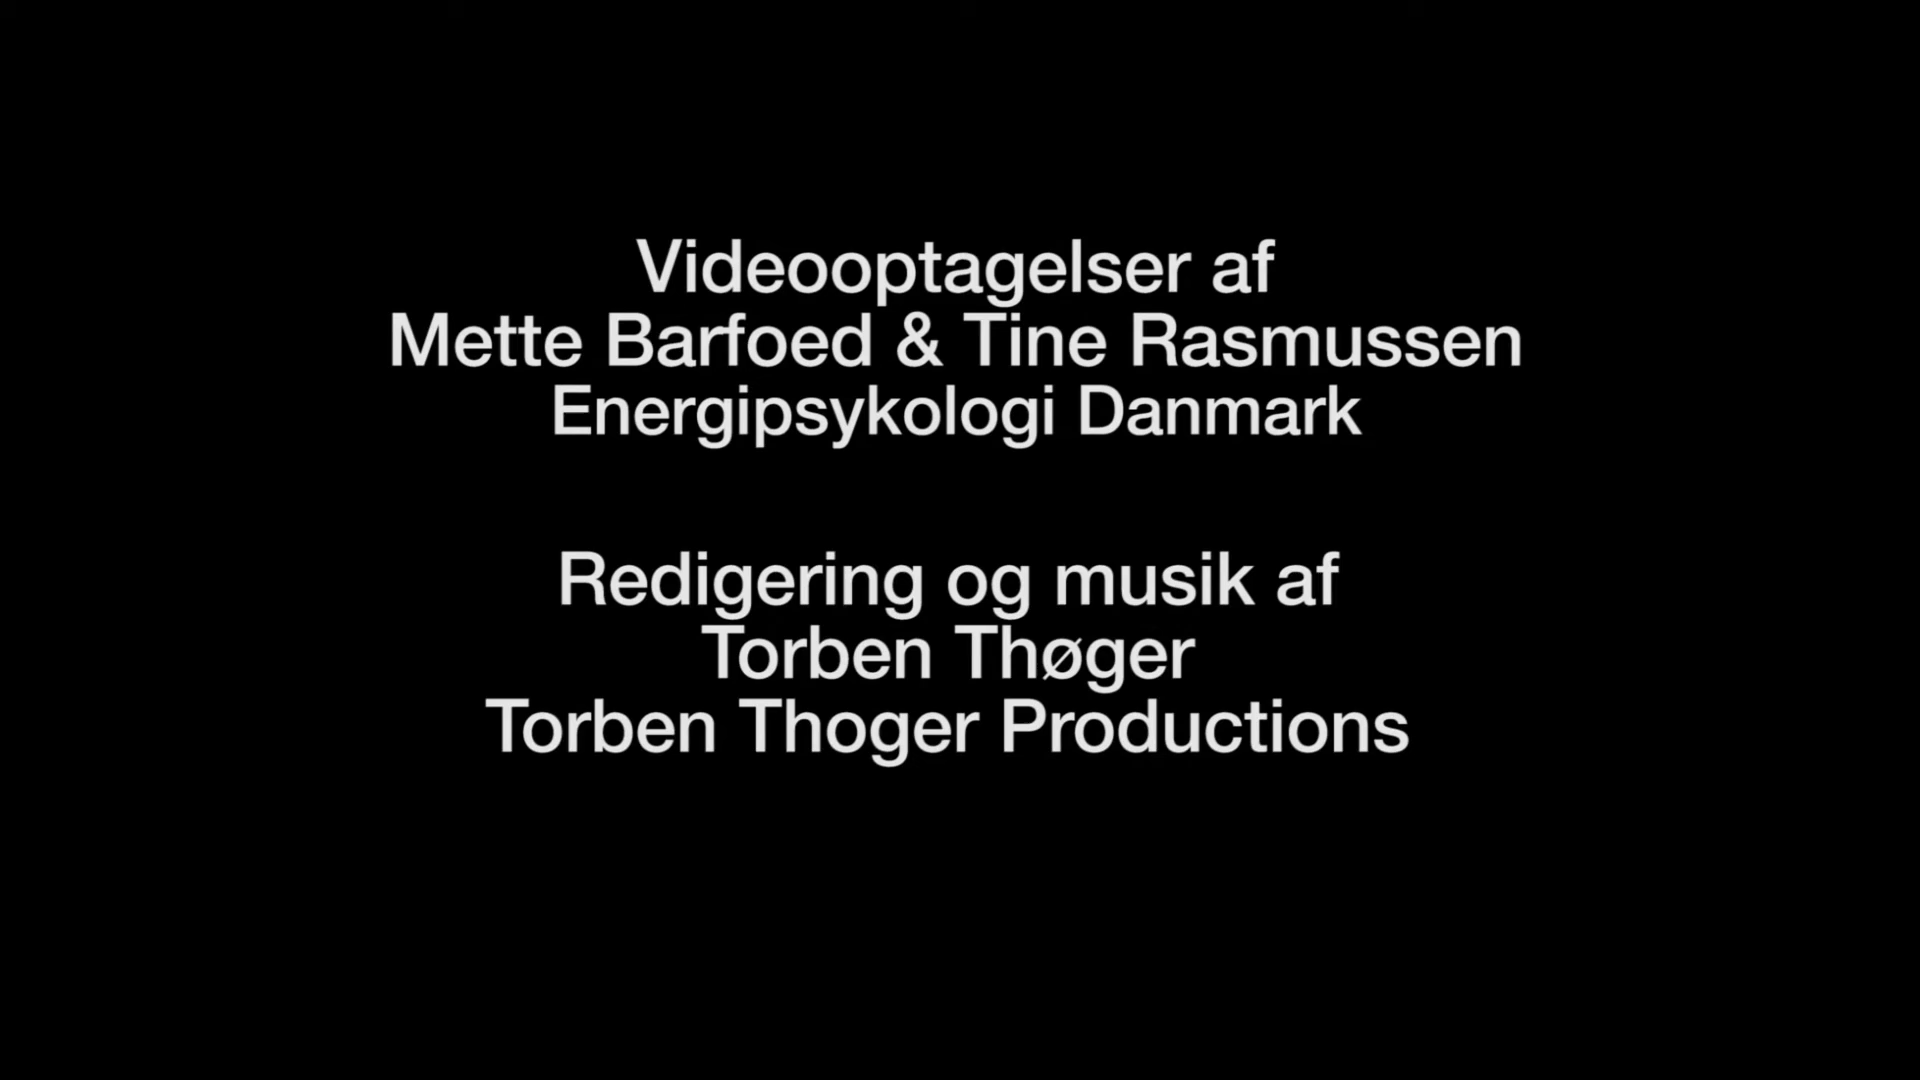 Videooptagelser af
Mette Barfoed & Tine Rasmussen
Energipsykologi Danmark
Redigering og musik af
Torben Thøger
Torben Thoger Productions